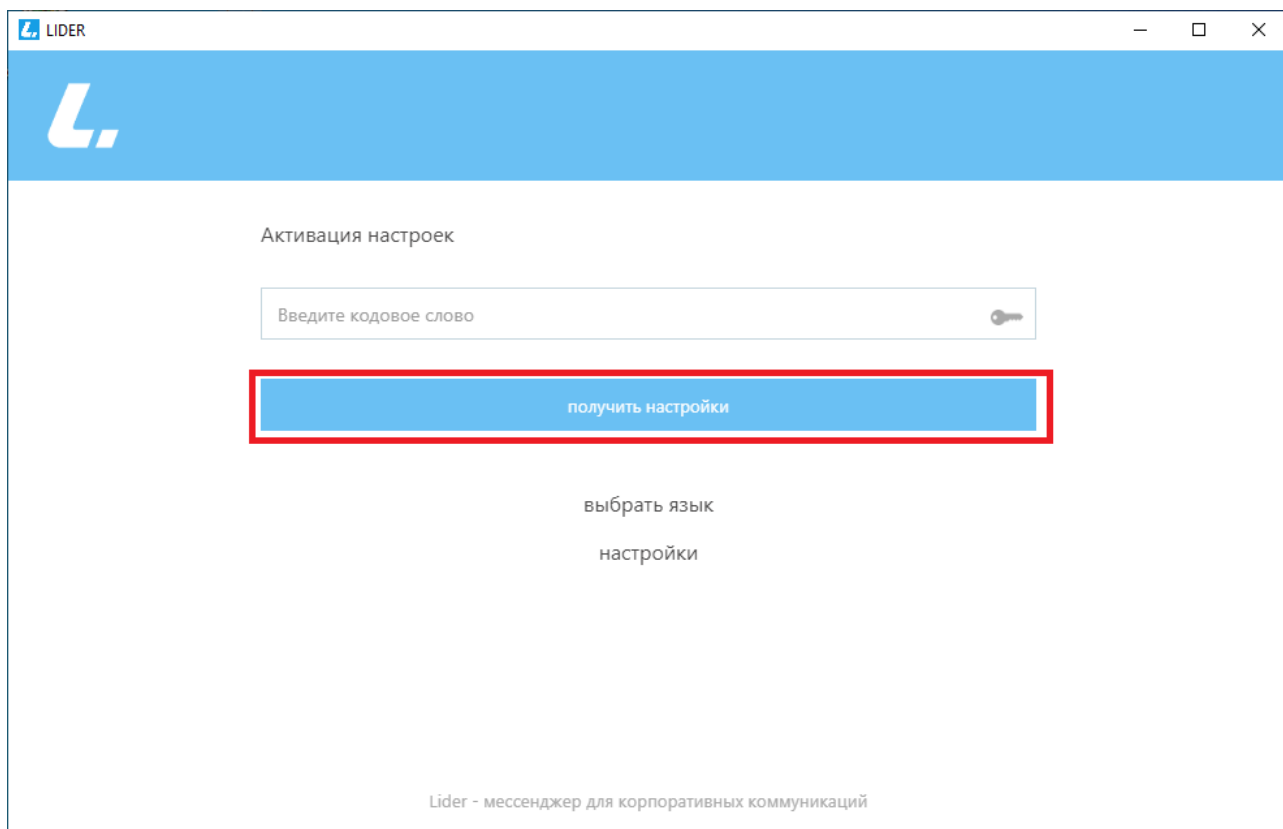 LIDER
Активация настроек
Введите кодовое слово
получить настройки
выбрать язык
настройки
Lider - мессенджер для корпоративных коммуникаций